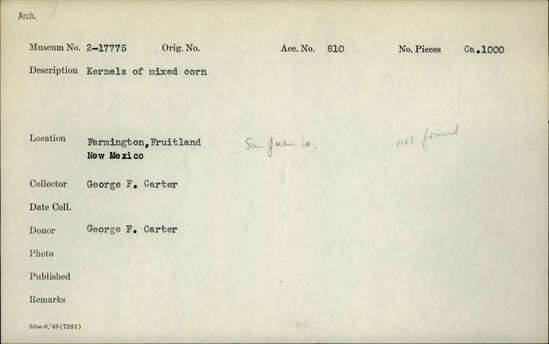 Arch.
Museum No. 2-17775 Orig. No. Acc. No. 810 No. Pieces Ca.1000
Description Kernels of mixed corn
Location Farmington,Fruitland San Juan Co. not found
New Mexico
Collector George F. Carter
Date Coll.
Donor George F. Carter
Photo
Published
Remarks
50m-8,'40(7281)